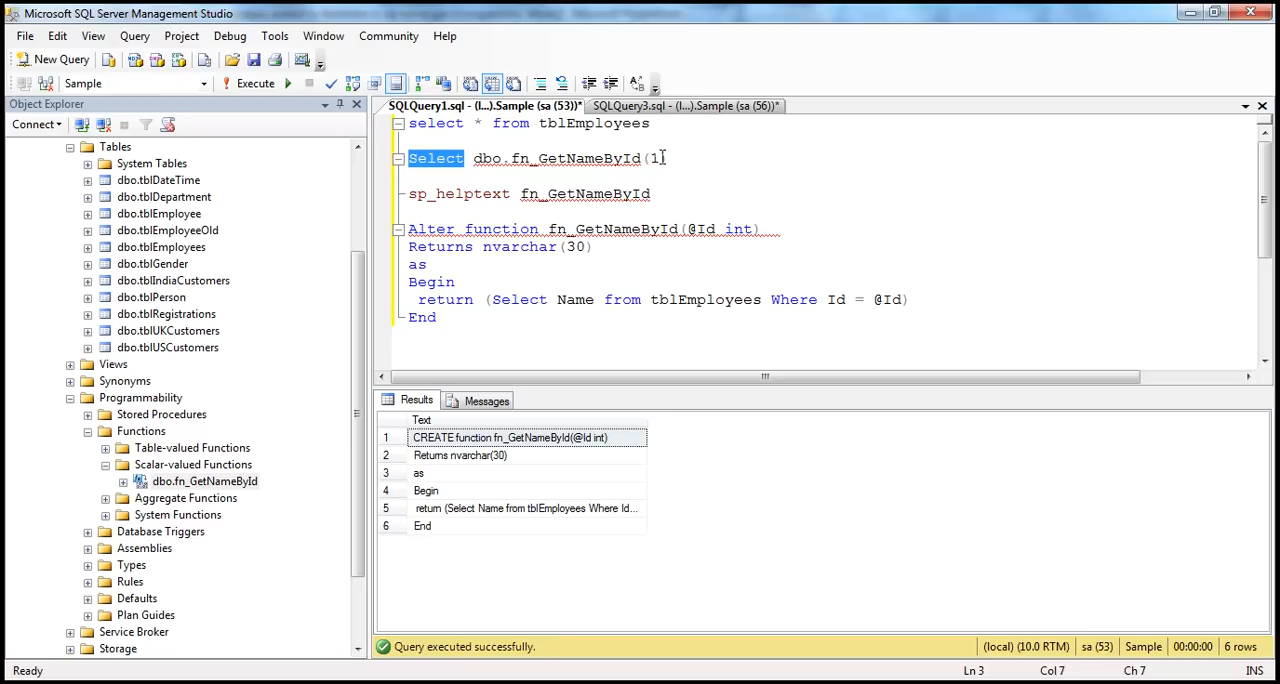 Microsoft SQL Server Management Studio
File Edit View Query Project Debug Tools Window Community Help
New Query
Sample Execute
Object Explorer
SQLQuery1.sql - (l...).Sample (sa (53))* SQLQuery3.sql - (l...).Sample (sa (56))*
Connect
Tables
System Tables
dbo.tblDateTime
dbo.tblDepartment
dbo.tblEmployee
dbo.tblEmployeeOld
dbo.tblEmployees
dbo.tblGender
dbo.tblIndiaCustomers
dbo.tblPerson
dbo.tblRegistrations
dbo.tblUKCustomers
dbo.tblUSCustomers
Views
Synonyms
Programmability
Stored Procedures
Functions
Table-valued Functions
Scalar-valued Functions
dbo.fn_GetNameById
Aggregate Functions
System Functions
Database Triggers
Assemblies
Types
Rules
Defaults
Plan Guides
Service Broker
Storage
select * from tblEmployees
Select dbo.fn_GetNameById(1)
sp_helptext fn_GetNameById
Alter function fn_GetNameById(@Id int)
Returns nvarchar(30)
as
Begin
return (Select Name from tblEmployees Where Id = @Id)
End
Results Messages
Text
1 CREATE function fn_GetNameById(@Id int)
2 Returns nvarchar(30)
3 as
4 Begin
5 return (Select Name from tblEmployees Where Id...
6 End
Query executed successfully. (local) (10.0 RTM) sa (53) Sample 00:00:00 6 rows
Ready Ln 3 Col 7 Ch 7 INS